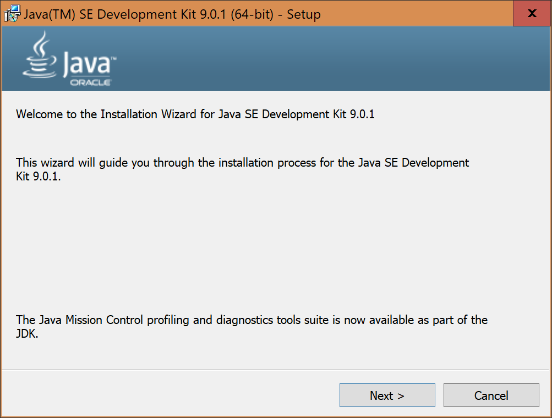 Java(TM) SE Development Kit 9.0.1 (64-bit) - Setup
x
Java™
ORACLE
Welcome to the Installation Wizard for Java SE Development Kit 9.0.1
This wizard will guide you through the installation process for the Java SE Development
Kit 9.0.1.
The Java Mission Control profiling and diagnostics tools suite is now available as part of the
JDK.
Next >
Cancel